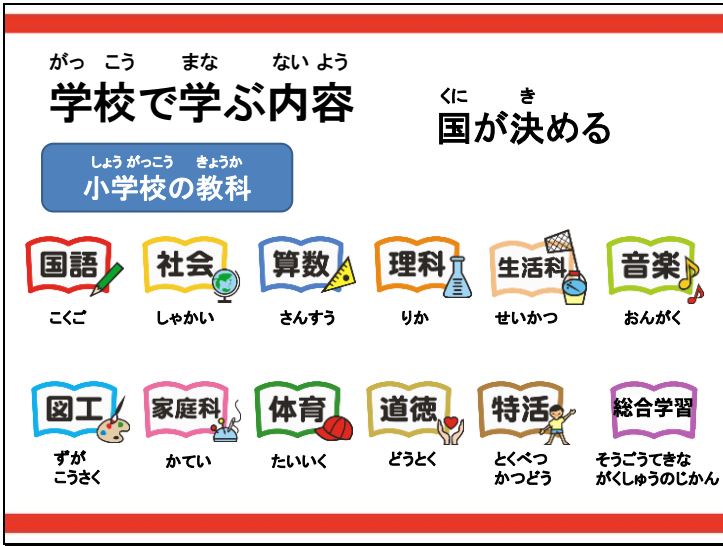 がっ こう まな ない よう
学校で学ぶ内容
くに き
国が決める
しょう がっこう きょうか
小学校の教科
国語 社会 算数 理科 生活科 音楽
こくご しゃかい さんすう りか せいかつ おんがく
図工 家庭科 体育 道徳 特活 総合学習
ずが かてい たいいく どうとく とくべつ そうごうてきな
こうさく かつどう がくしゅうのじかん